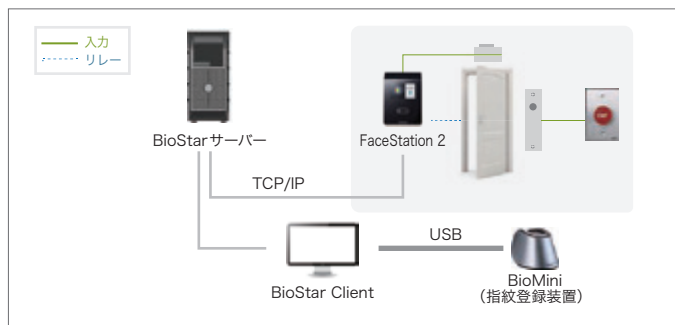 入力
リレー
BioStarサーバー
FaceStation 2
TCP/IP
USB
BioStar Client
BioMini
（指紋登録装置）